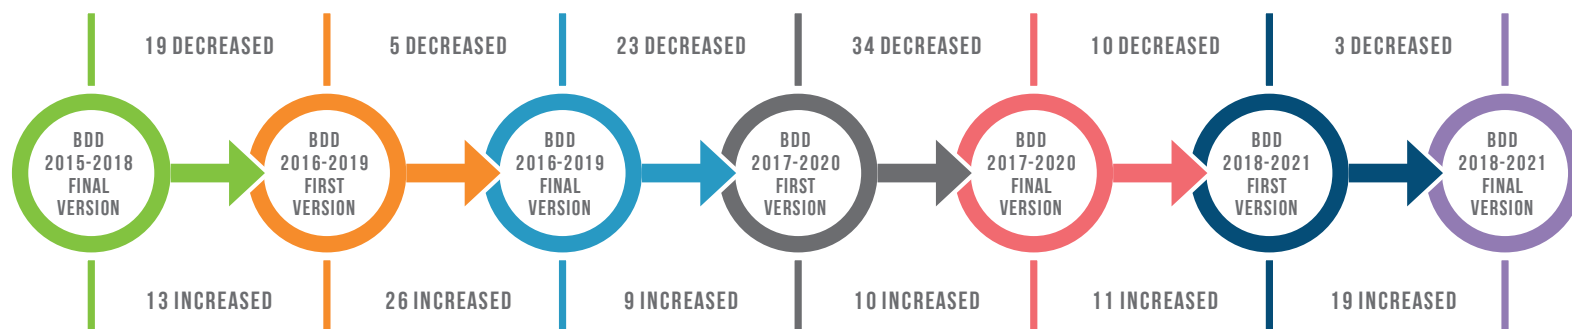 19 DECREASED
5 DECREASED
23 DECREASED
34 DECREASED
10 DECREASED
3 DECREASED
BDD
2015-2018
FINAL
VERSION
BDD
2016-2019
FIRST
VERSION
BDD
2016-2019
FINAL
VERSION
BDD
2017-2020
FIRST
VERSION
BDD
2017-2020
FINAL
VERSION
BDD
2018-2021
FIRST
VERSION
BDD
2018-2021
FINAL
VERSION
13 INCREASED
26 INCREASED
9 INCREASED
10 INCREASED
11 INCREASED
19 INCREASED